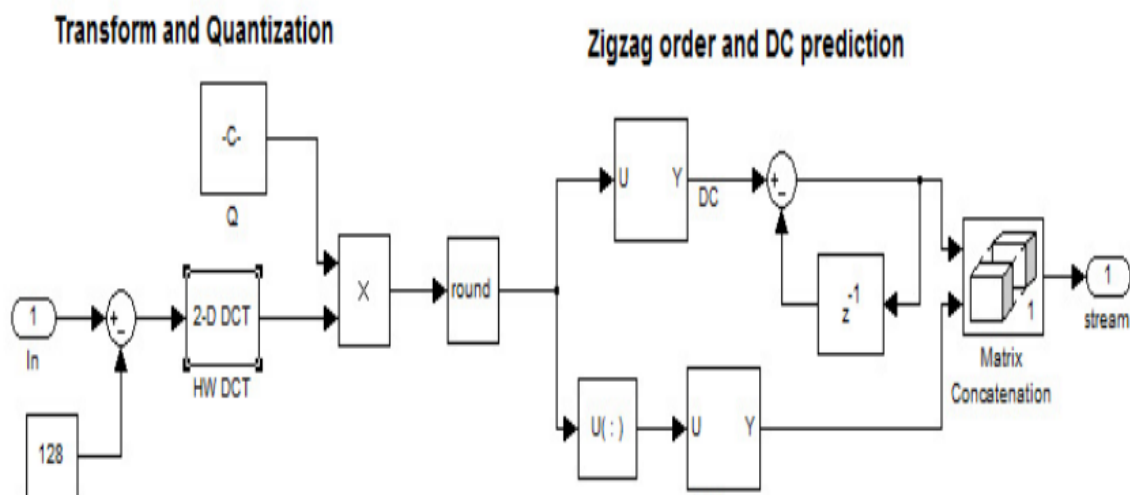 Transform and Quantization
Zigzag order and DC prediction
-C-
Q
U Y
DC
+
-
1
In
+
-
2-D DCT
HW DCT
X
round
z-1
1
Matrix
Concatenation
1
stream
128
U( : )
U Y